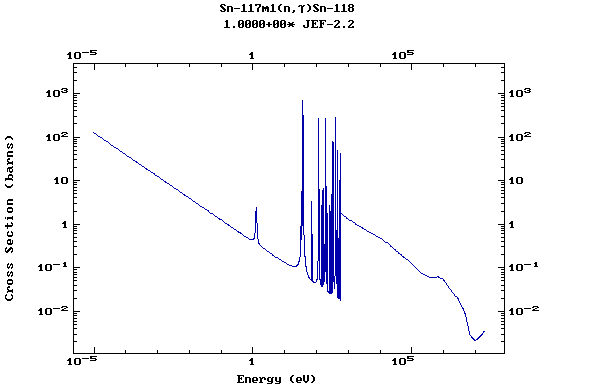 Sn-117m1(n,γ)Sn-118
1.0000+00* JEF-2.2
10⁻⁵ 1 10⁵
10³ 10³
10² 10²
10 10
1 1
10⁻¹ 10⁻¹
10⁻² 10⁻²
10⁻⁵ 1 10⁵
Cross Section (barns)
Energy (eV)